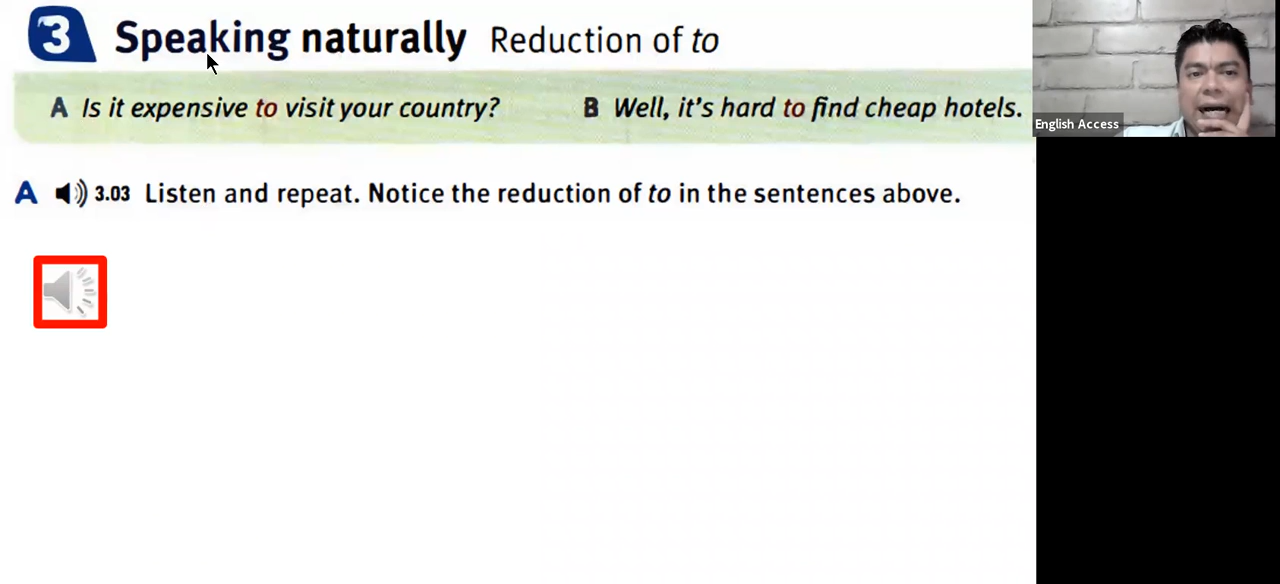 3 Speaking naturally Reduction of to
A Is it expensive to visit your country? B Well, it's hard to find cheap hotels.
English Access
A 3.03 Listen and repeat. Notice the reduction of to in the sentences above.